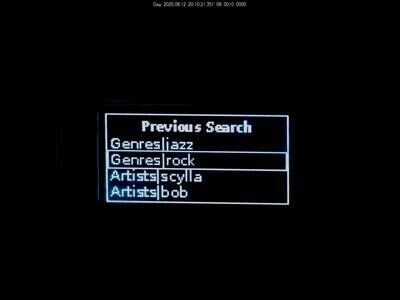 Previous Search
Genres|jazz
Genres|rock
Artists|scylla
Artists|bob